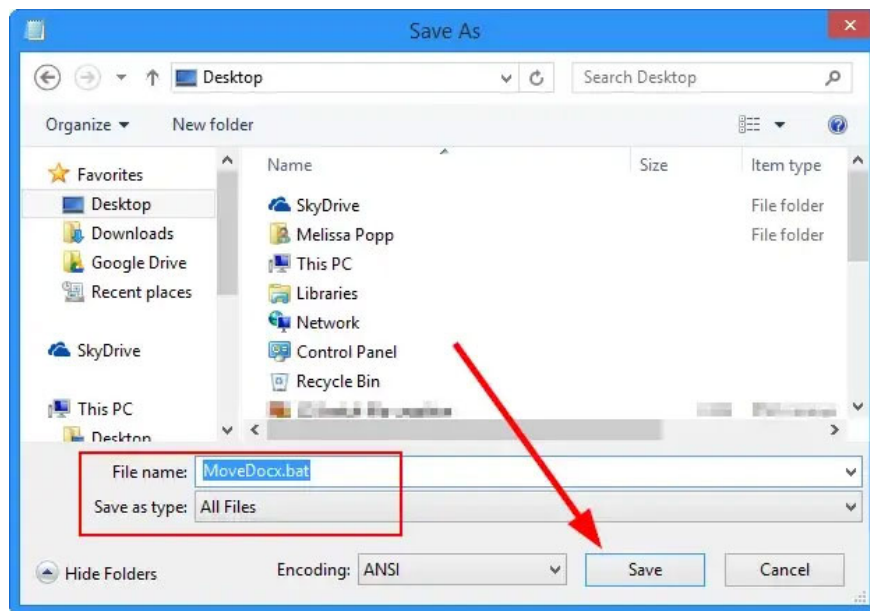 Save As
Desktop
Search Desktop
Organize
New folder
Name
Size
Item type
Favorites
Desktop
Downloads
Google Drive
Recent places
SkyDrive
This PC
Desktop
SkyDrive
File folder
Melissa Popp
File folder
This PC
Libraries
Network
Control Panel
Recycle Bin
File name: MoveDocx.bat
Save as type: All Files
Hide Folders
Encoding: ANSI
Save
Cancel